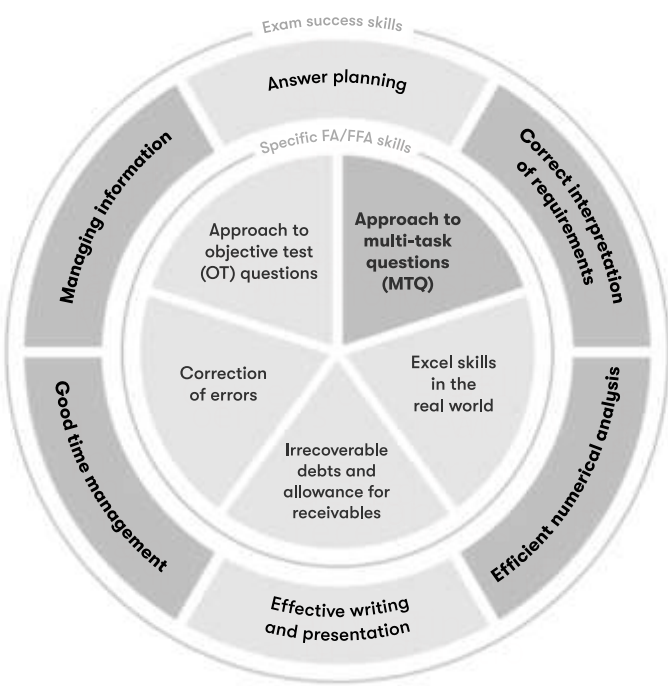 Exam success skills
Answer planning
Specific FA/FFA skills
Managing information
Correct interpretation
of requirements
Approach to
objective test
(OT) questions
Approach to
multi-task
questions
(MTQ)
Correction
of errors
Excel skills
in the
real world
Irrecoverable
debts and
allowance for
receivables
Good time management
Efficient numerical analysis
Effective writing
and presentation